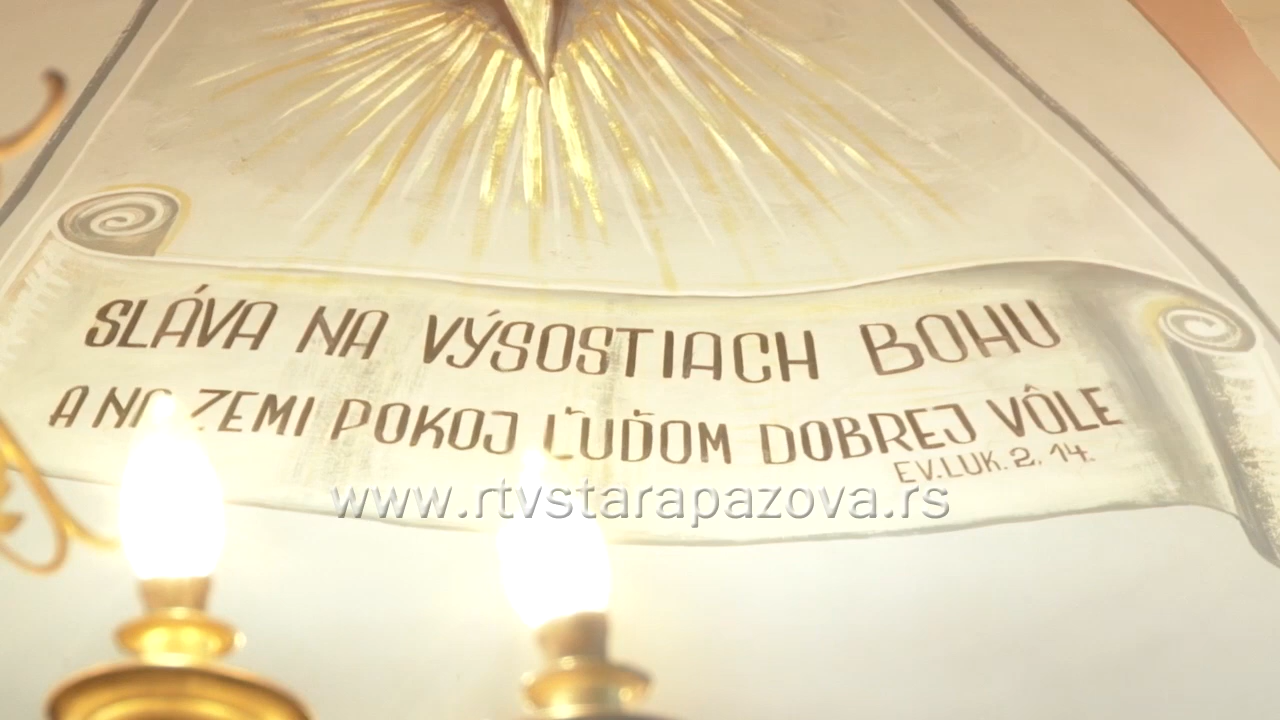 SLÁVA NA VÝSOSTIACH BOHU
A NA ZEMI POKOJ ĽUĎOM DOBREJ VÔLE
EV.LUK. 2. 14.
www.rtvstarapazova.rs